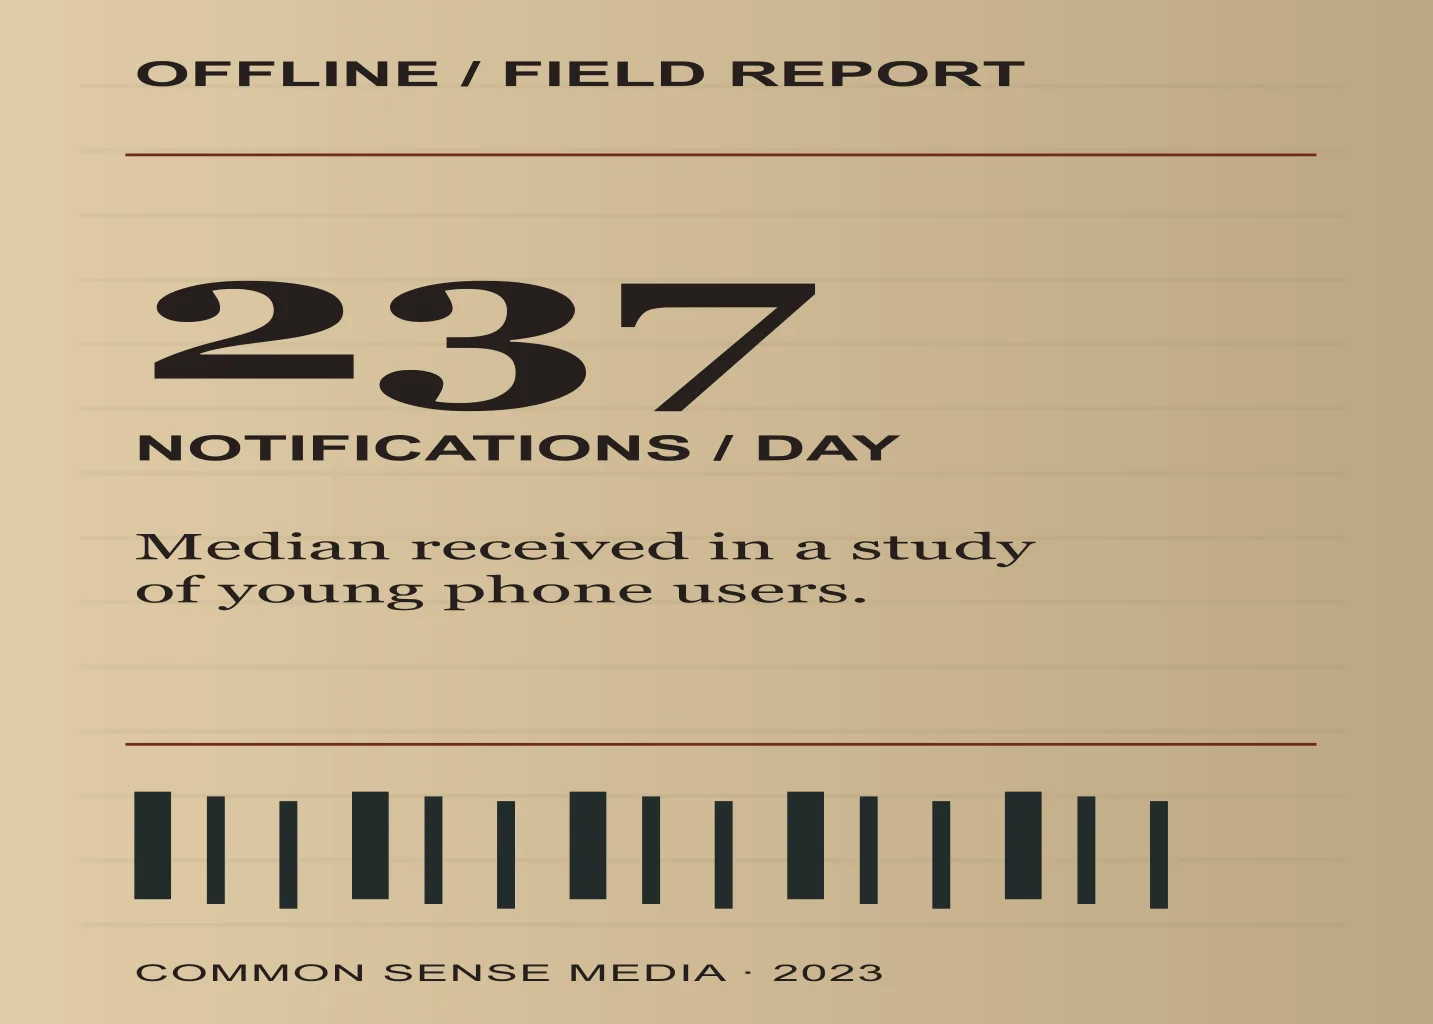 OFFLINE / FIELD REPORT
237
NOTIFICATIONS / DAY
Median received in a study
of young phone users.
COMMON SENSE MEDIA · 2023